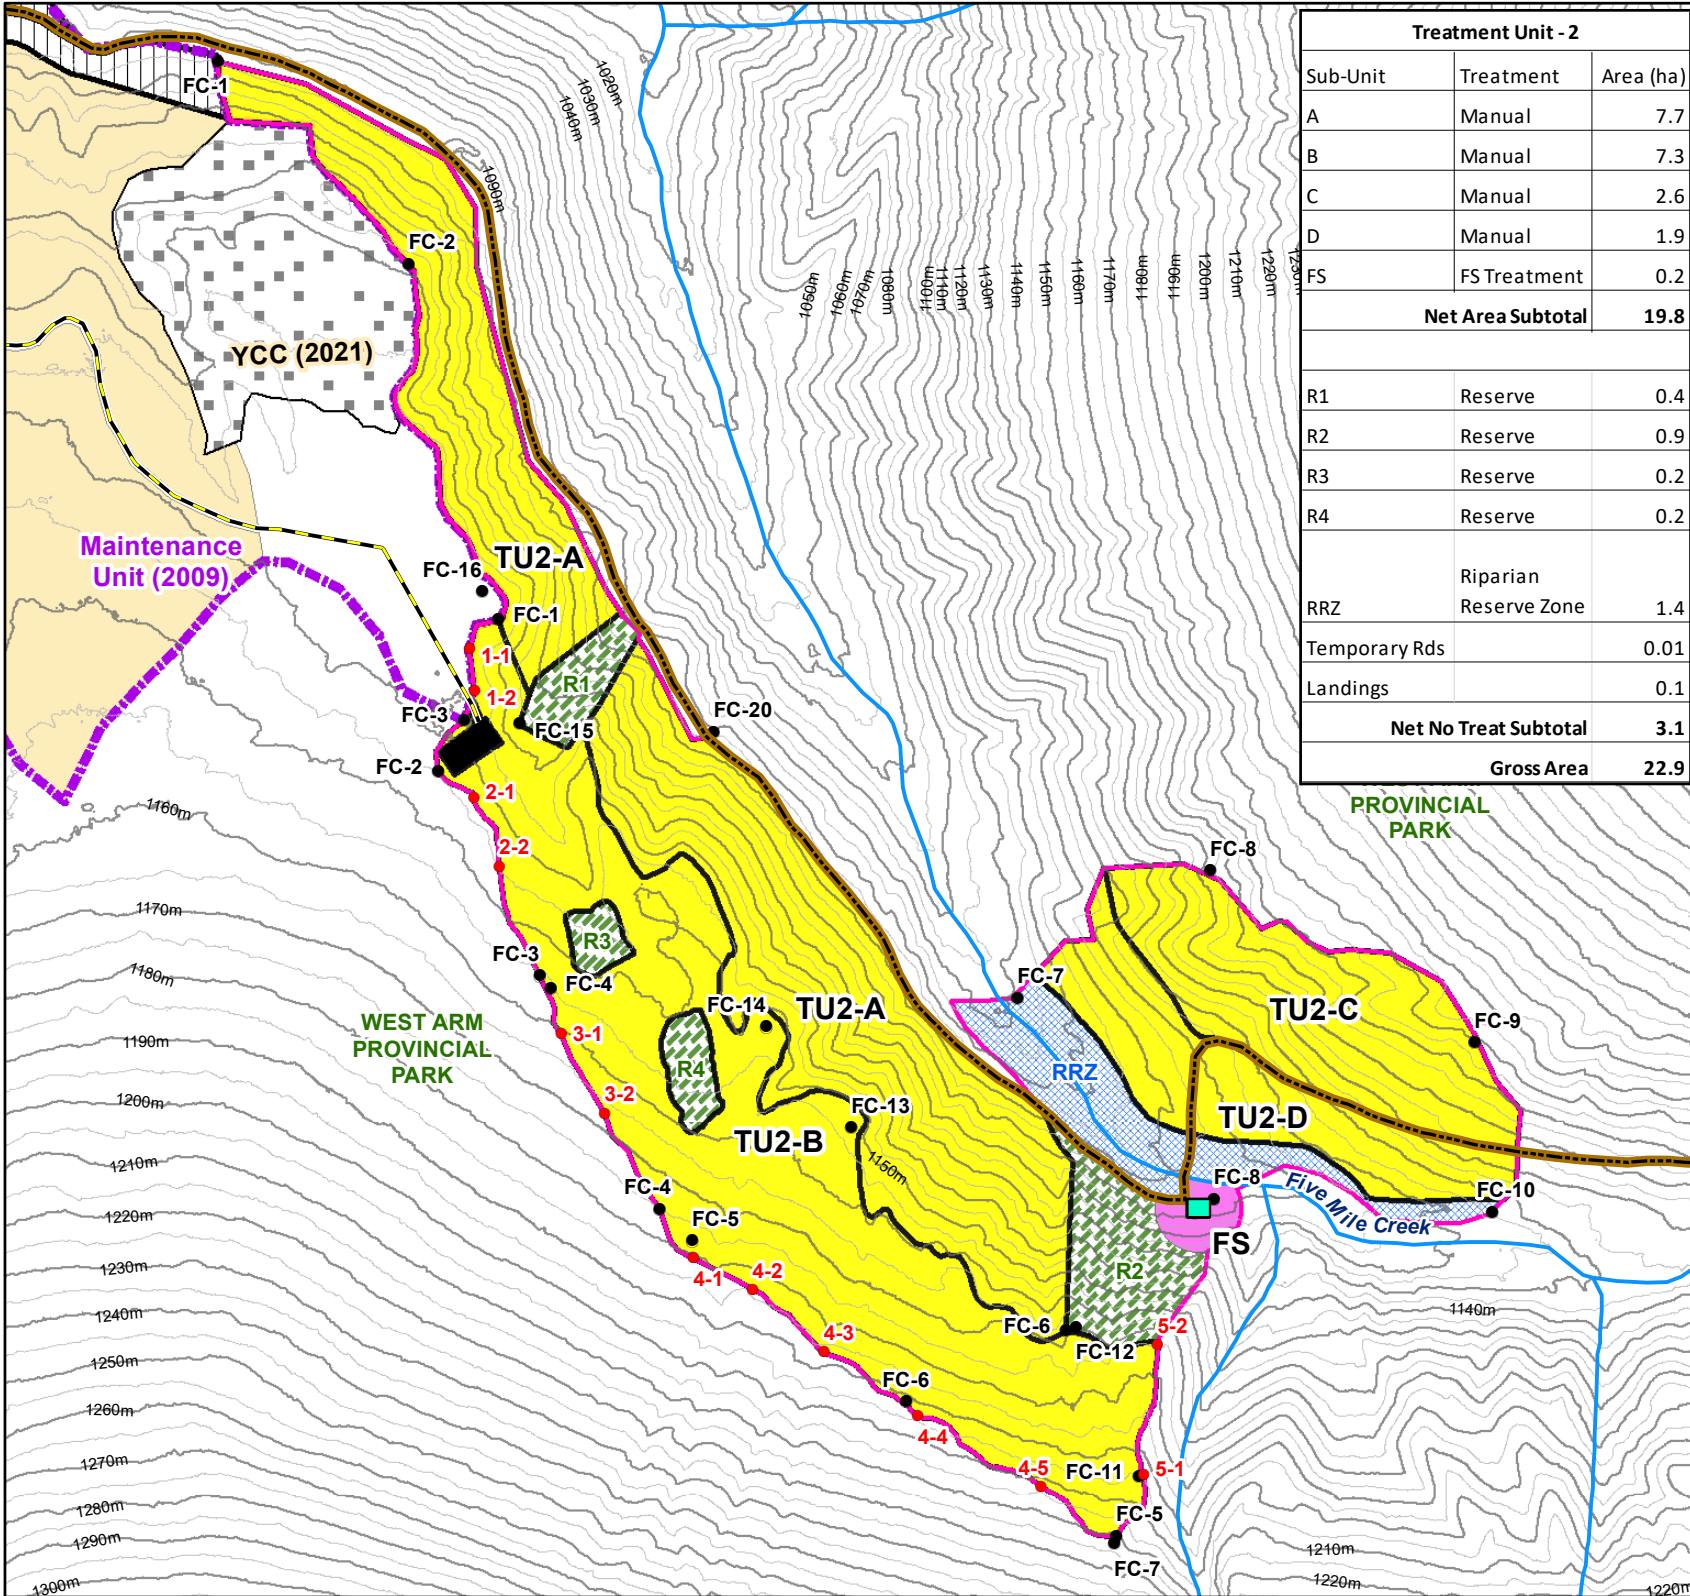 Treatment Unit - 2
Sub-Unit Treatment Area (ha)
A Manual 7.7
B Manual 7.3
C Manual 2.6
D Manual 1.9
FS FS Treatment 0.2
Net Area Subtotal 19.8
R1 Reserve 0.4
R2 Reserve 0.9
R3 Reserve 0.2
R4 Reserve 0.2
Riparian
RRZ Reserve Zone 1.4
Temporary Rds 0.01
Landings 0.1
Net No Treat Subtotal 3.1
Gross Area 22.9
PROVINCIAL
PARK
FC-1
1020m
1030m
1040m
1090m
FC-2
1050m
1060m
1070m
1080m
1100m
1110m
1120m
1130m
1140m
1150m
1160m
1170m
1180m
1190m
1200m
1210m
1220m
YCC (2021)
Maintenance
Unit (2009)
TU2-A
FC-16
FC-1
1-1
1-2
R1
FC-3
FC-15
FC-20
FC-2
2-1
1160m
2-2
FC-8
1170m
R3
FC-3
FC-4
1180m
FC-7
FC-14
TU2-A
TU2-C
FC-9
WEST ARM
PROVINCIAL
PARK
3-1
1190m
R4
RRZ
3-2
1200m
FC-13
TU2-D
TU2-B
1150m
1210m
FC-4
FC-8
FC-10
Five Mile Creek
1220m
FC-5
FS
1230m
4-1
4-2
R2
1240m
1140m
4-3
FC-6
5-2
FC-12
1250m
FC-6
1260m
4-4
1270m
4-5
FC-11
5-1
1280m
FC-5
1290m
FC-7
1210m
1300m
1220m
1220m